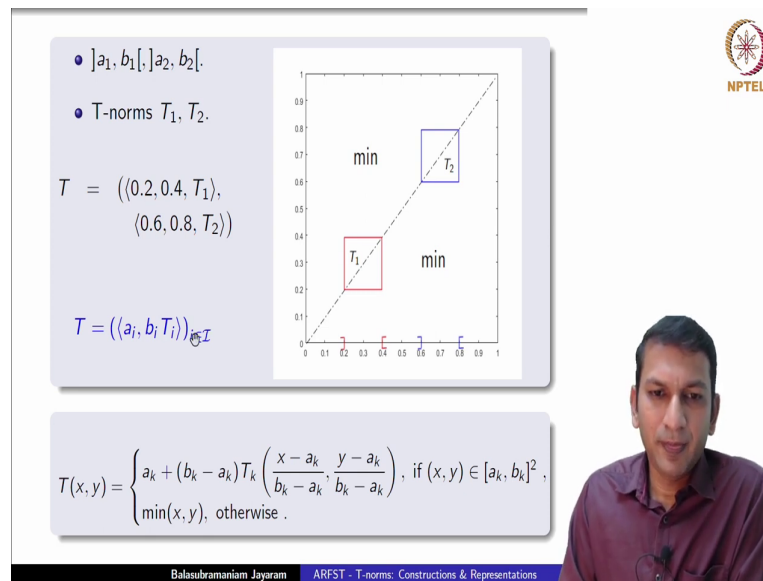 • ]a₁, b₁[, ]a₂, b₂[.
• T-norms T₁, T₂.
T = (⟨0.2, 0.4, T₁⟩,
⟨0.6, 0.8, T₂⟩)
T = (⟨aᵢ, bᵢ Tᵢ⟩)ᵢ∈𝓘
1
0.9
0.8
0.7
0.6
0.5
0.4
0.3
0.2
0.1
0
min
T₂
T₁
min
0 0.1 0.2 0.3 0.4 0.5 0.6 0.7 0.8 0.9 1
T(x, y) = { aₖ + (bₖ − aₖ)Tₖ((x − aₖ)/(bₖ − aₖ), (y − aₖ)/(bₖ − aₖ)), if (x, y) ∈ [aₖ, bₖ]² ,
min(x, y), otherwise .
NPTEL
Balasubramaniam Jayaram ARFST - T-norms: Constructions & Representations